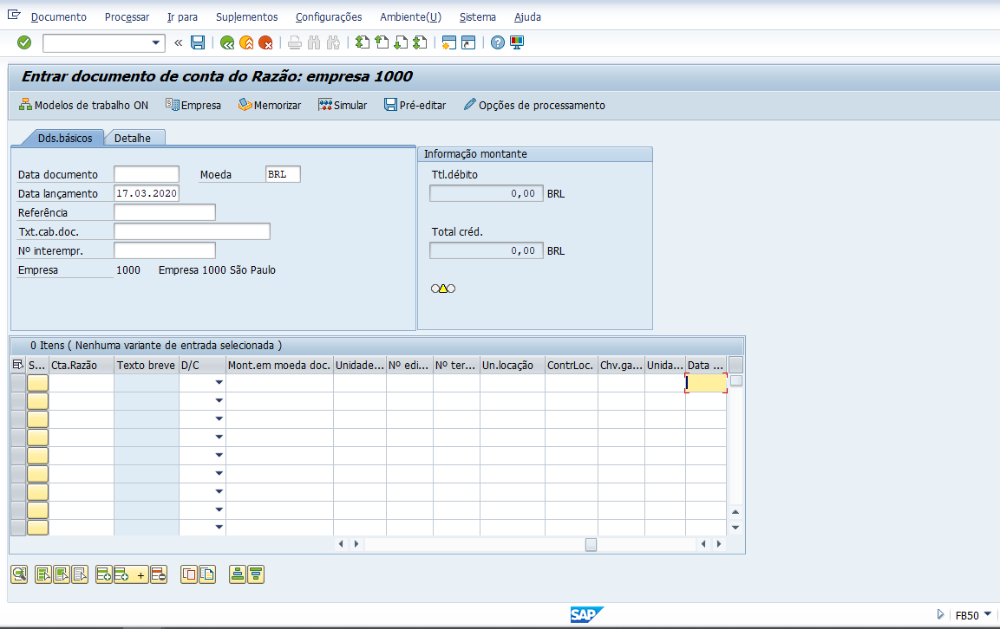 Documento Processar Ir para Suplementos Configurações Ambiente(U) Sistema Ajuda
Entrar documento de conta do Razão: empresa 1000
Modelos de trabalho ON Empresa Memorizar Simular Pré-editar Opções de processamento
Dds.básicos Detalhe
Informação montante
Data documento Moeda BRL
Ttl.débito
Data lançamento 17.03.2020
0,00 BRL
Referência
Txt.cab.doc.
Total créd.
Nº interempr.
0,00 BRL
Empresa 1000 Empresa 1000 São Paulo
0 Itens ( Nenhuma variante de entrada selecionada )
S... Cta.Razão Texto breve D/C Mont.em moeda doc. Unidade... Nº edi... Nº ter... Un.locação ContrLoc. Chv.ga... Unida... Data ...
SAP
FB50